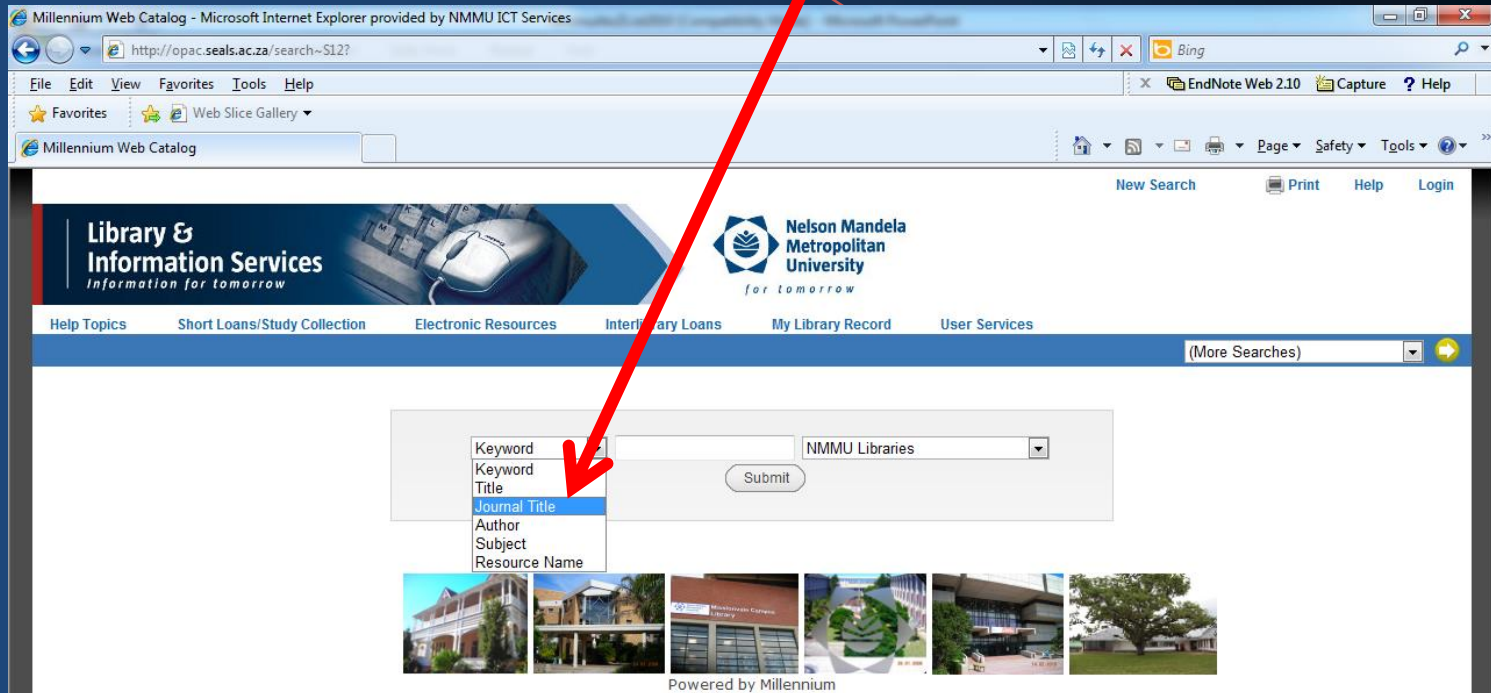 Millennium Web Catalog - Microsoft Internet Explorer provided by NMMU ICT Services
http://opac.seals.ac.za/search~S12?
Bing
File Edit View Favorites Tools Help
X EndNote Web 2.10 Capture ? Help
Favorites Web Slice Gallery
Millennium Web Catalog
Page Safety Tools
New Search Print Help Login
Library &
Information Services
Information for tomorrow
Nelson Mandela
Metropolitan
University
for tomorrow
Help Topics Short Loans/Study Collection Electronic Resources Interlibrary Loans My Library Record User Services
(More Searches)
Keyword NMMU Libraries
Keyword
Title
Submit
Journal Title
Author
Subject
Resource Name
Missionvale Campus
Library
Powered by Millennium